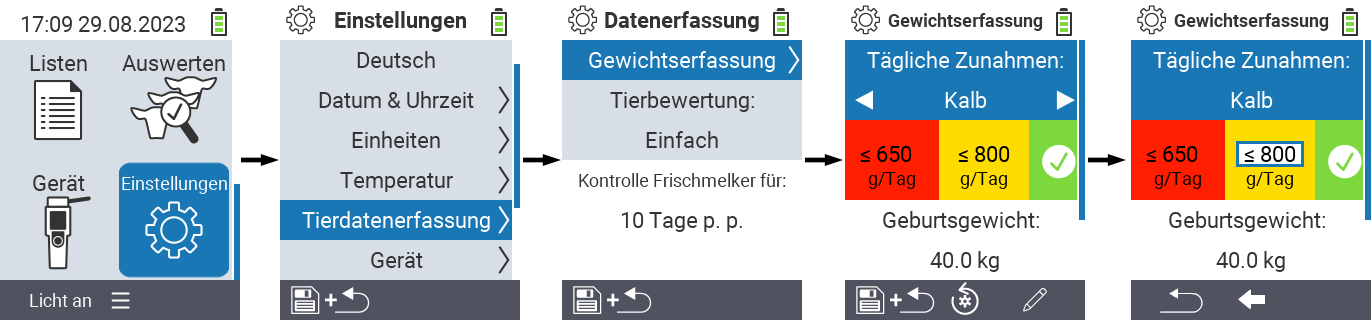 17:09 29.08.2023
Listen
Auswerten
Gerät
Einstellungen
Licht an
Einstellungen
Deutsch
Datum & Uhrzeit
Einheiten
Temperatur
Tierdatenerfassung
Gerät
+
Datenerfassung
Gewichtserfassung
Tierbewertung:
Einfach
Kontrolle Frischmelker für:
10 Tage p. p.
+
Gewichtserfassung
Tägliche Zunahmen:
Kalb
≤ 650 ≤ 800
g/Tag g/Tag
Geburtsgewicht:
40.0 kg
+
Gewichtserfassung
Tägliche Zunahmen:
Kalb
≤ 650 ≤ 800
g/Tag g/Tag
Geburtsgewicht:
40.0 kg